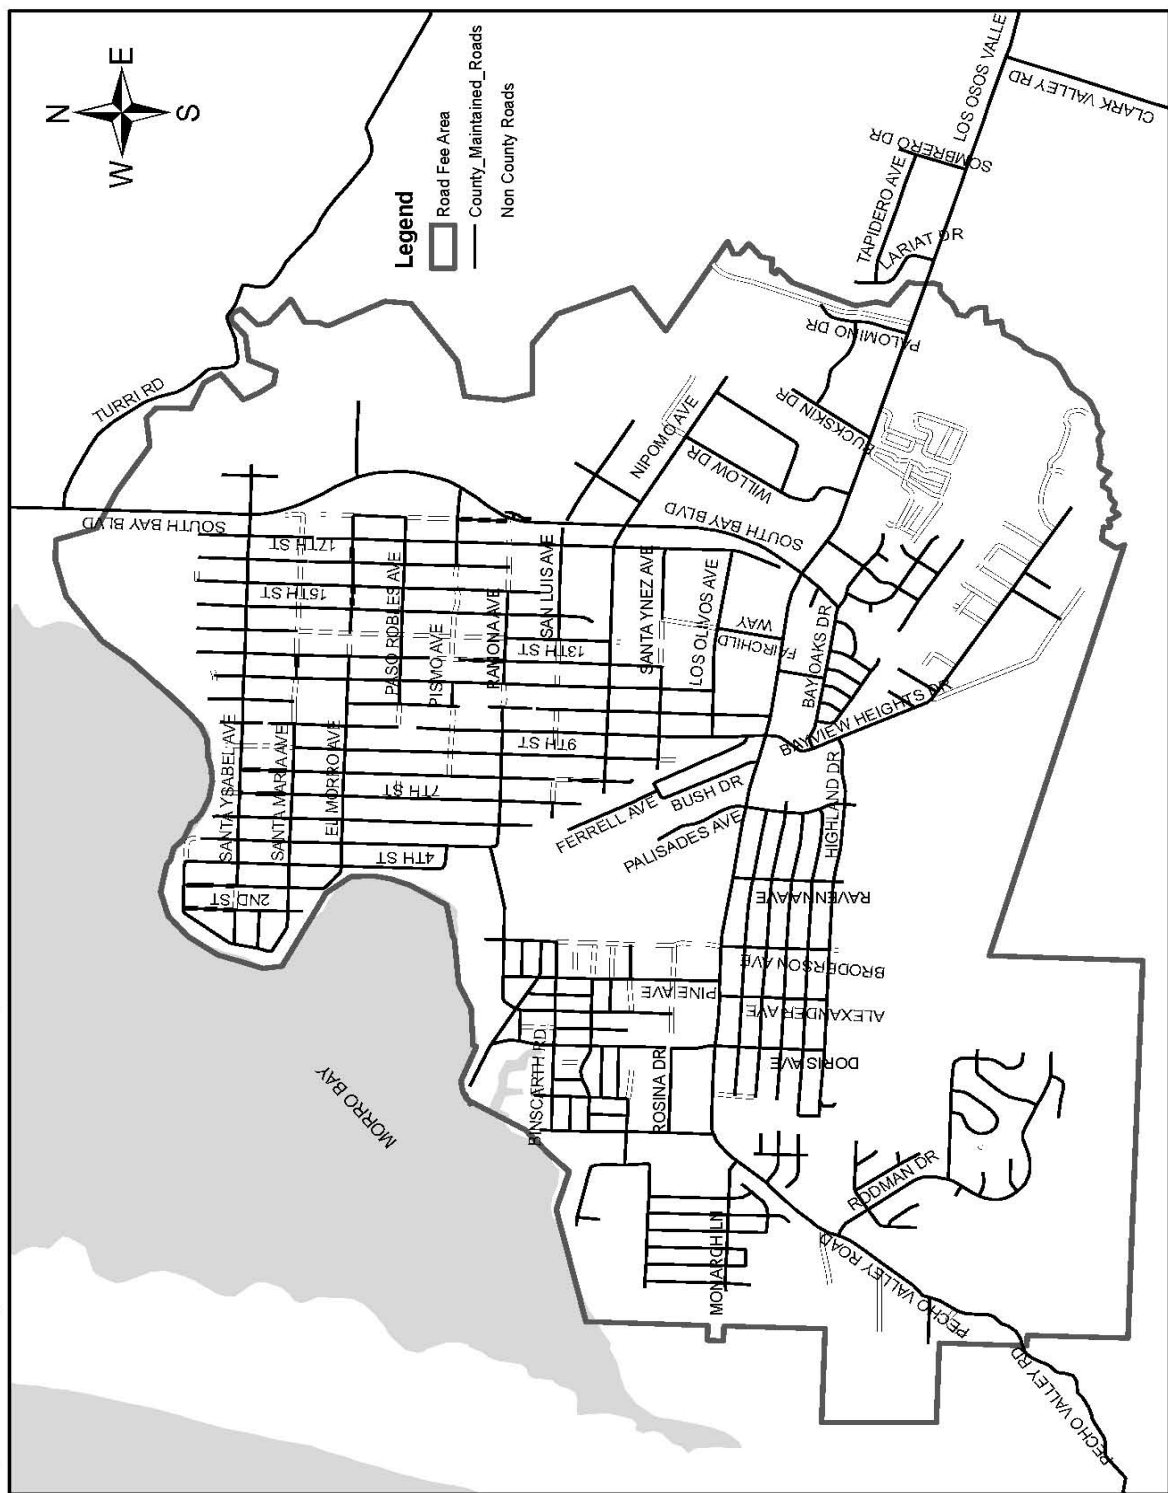 N
E
W
S
Legend
Road Fee Area
County_Maintained_Roads
Non County Roads
TURRI RD
SOUTH BAY BLVD
17TH ST
15TH ST
PASO ROBLES AVE
PISMO AVE
RAMONA AVE
SAN LUIS AVE
13TH ST
SANTA YSABEL AVE
SANTA MARIA AVE
EL MORRO AVE
9TH ST
7TH ST
4TH ST
2ND ST
NIPOMO AVE
WILLOW DR
SOUTH BAY BLVD
SANTA YNEZ AVE
LOS OLIVOS AVE
FAIRCHILD WAY
BAY OAKS DR
BAYVIEW HEIGHTS DR
HIGHLAND DR
BUCKSKIN DR
PALOMINO DR
LARIAT DR
TAPIDERO AVE
SOMBRERO DR
LOS OSOS VALLE
CLARK VALLEY RD
FERRELL AVE
BUSH DR
PALISADES AVE
RAVENNA AVE
BRODERSON AVE
ALEXANDER AVE
DORIS AVE
PINE AVE
BINSCARTH RD
ROSINA DR
MORRO BAY
MONARCH LN
RODMAN DR
PECHO VALLEY ROAD
PECHO VALLEY RD